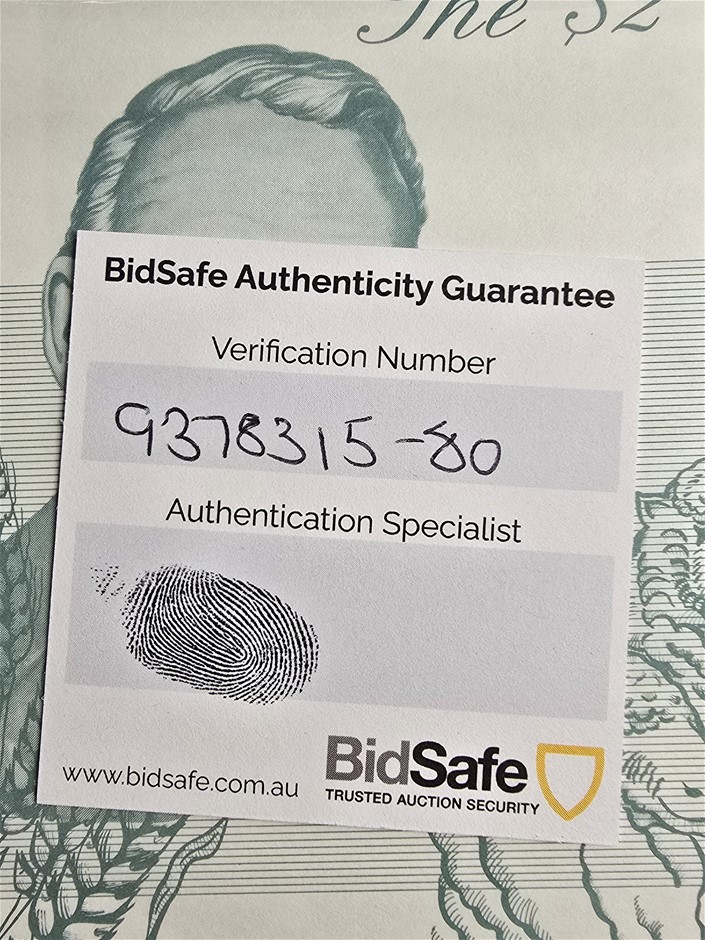 The $2
BidSafe Authenticity Guarantee
Verification Number
9378315-80
Authentication Specialist
www.bidsafe.com.au
BidSafe
TRUSTED AUCTION SECURITY